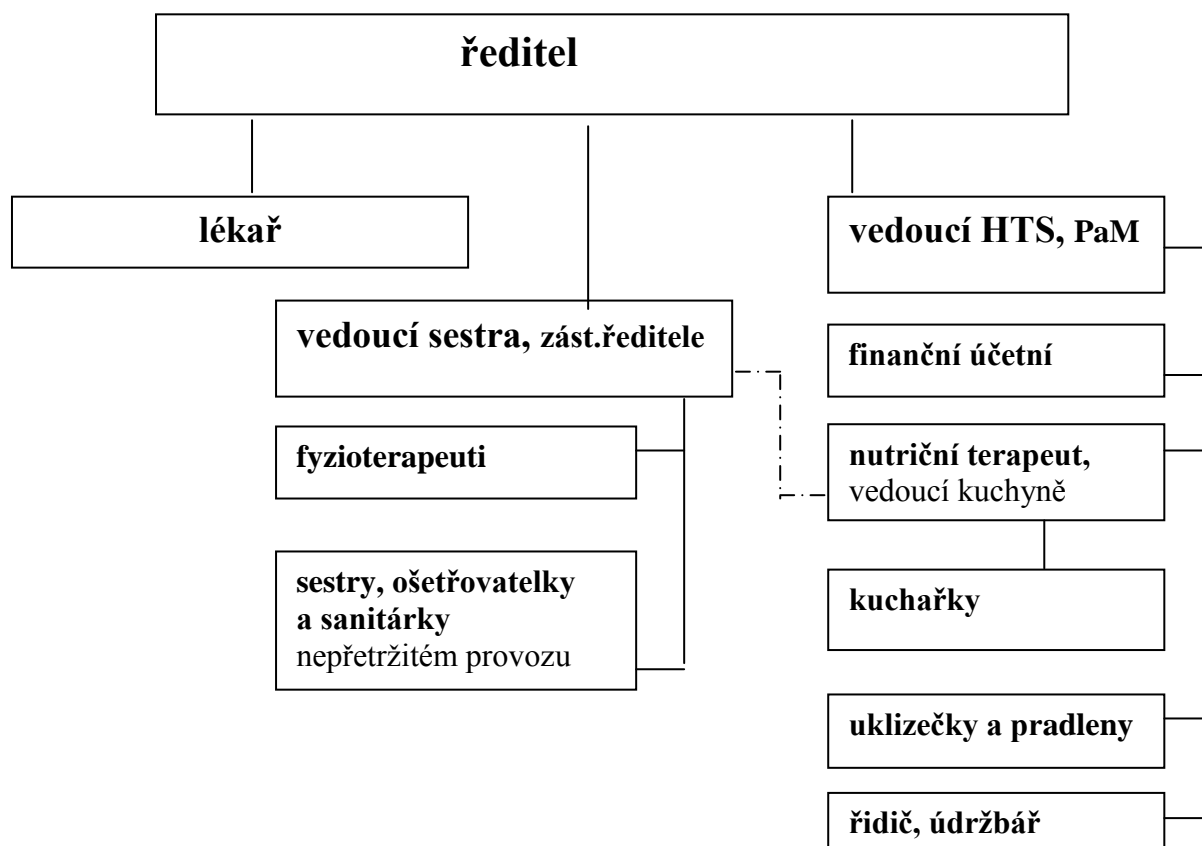 ředitel
lékař
vedoucí HTS, PaM
vedoucí sestra, zást.ředitele
finanční účetní
fyzioterapeuti
nutriční terapeut,
vedoucí kuchyně
sestry, ošetřovatelky
a sanitárky
nepřetržitém provozu
kuchařky
uklizečky a pradleny
řidič, údržbář